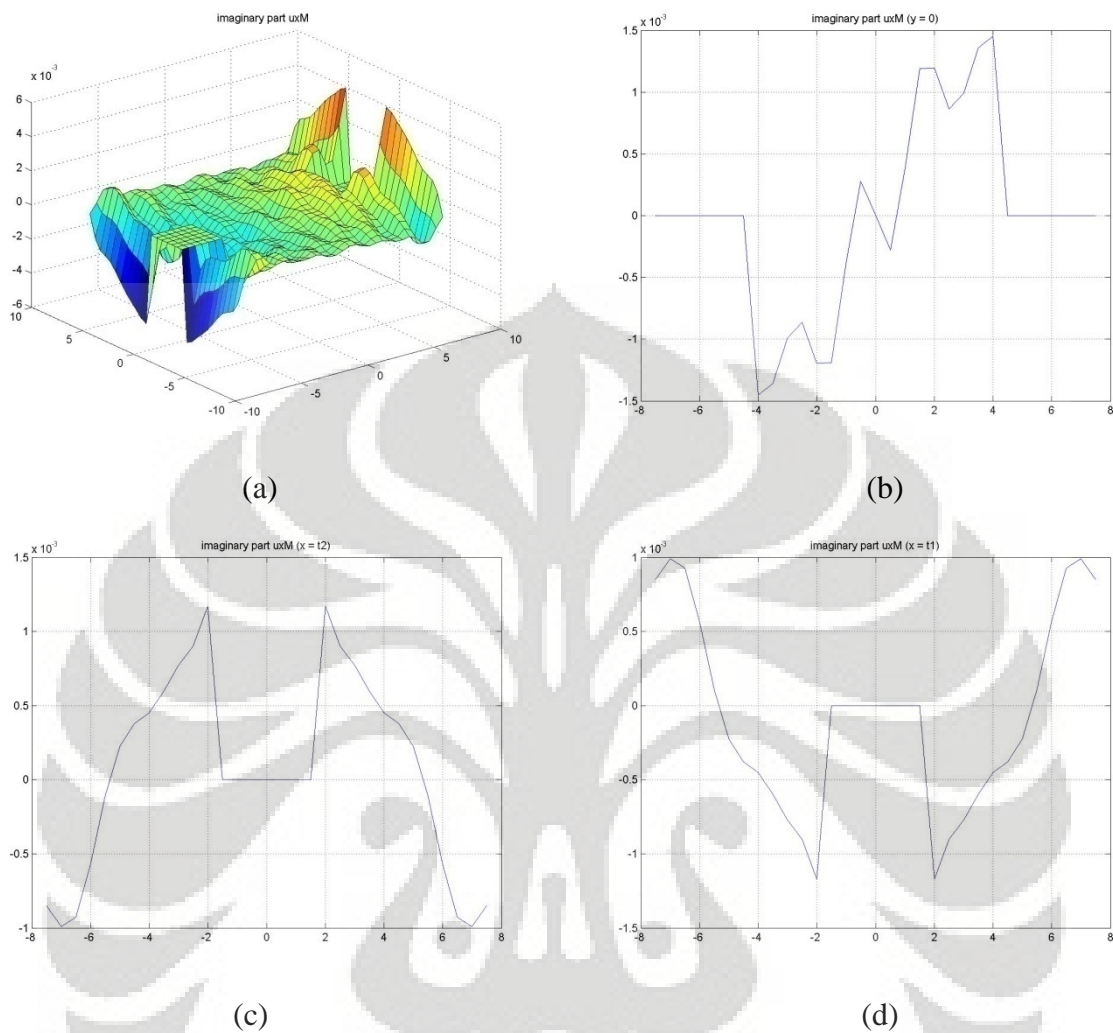 imaginary part uxM
x 10^-3
6
4
2
0
-2
-4
-6
10
5
0
-5
-10
-10
-5
0
5
10
(a)
imaginary part uxM (y = 0)
x 10^-3
1.5
1
0.5
0
-0.5
-1
-1.5
-8 -6 -4 -2 0 2 4 6 8
(b)
imaginary part uxM (x = t2)
x 10^-3
1.5
1
0.5
0
-0.5
-1
-8 -6 -4 -2 0 2 4 6 8
(c)
imaginary part uxM (x = t1)
x 10^-3
1
0.5
0
-0.5
-1
-1.5
-8 -6 -4 -2 0 2 4 6 8
(d)